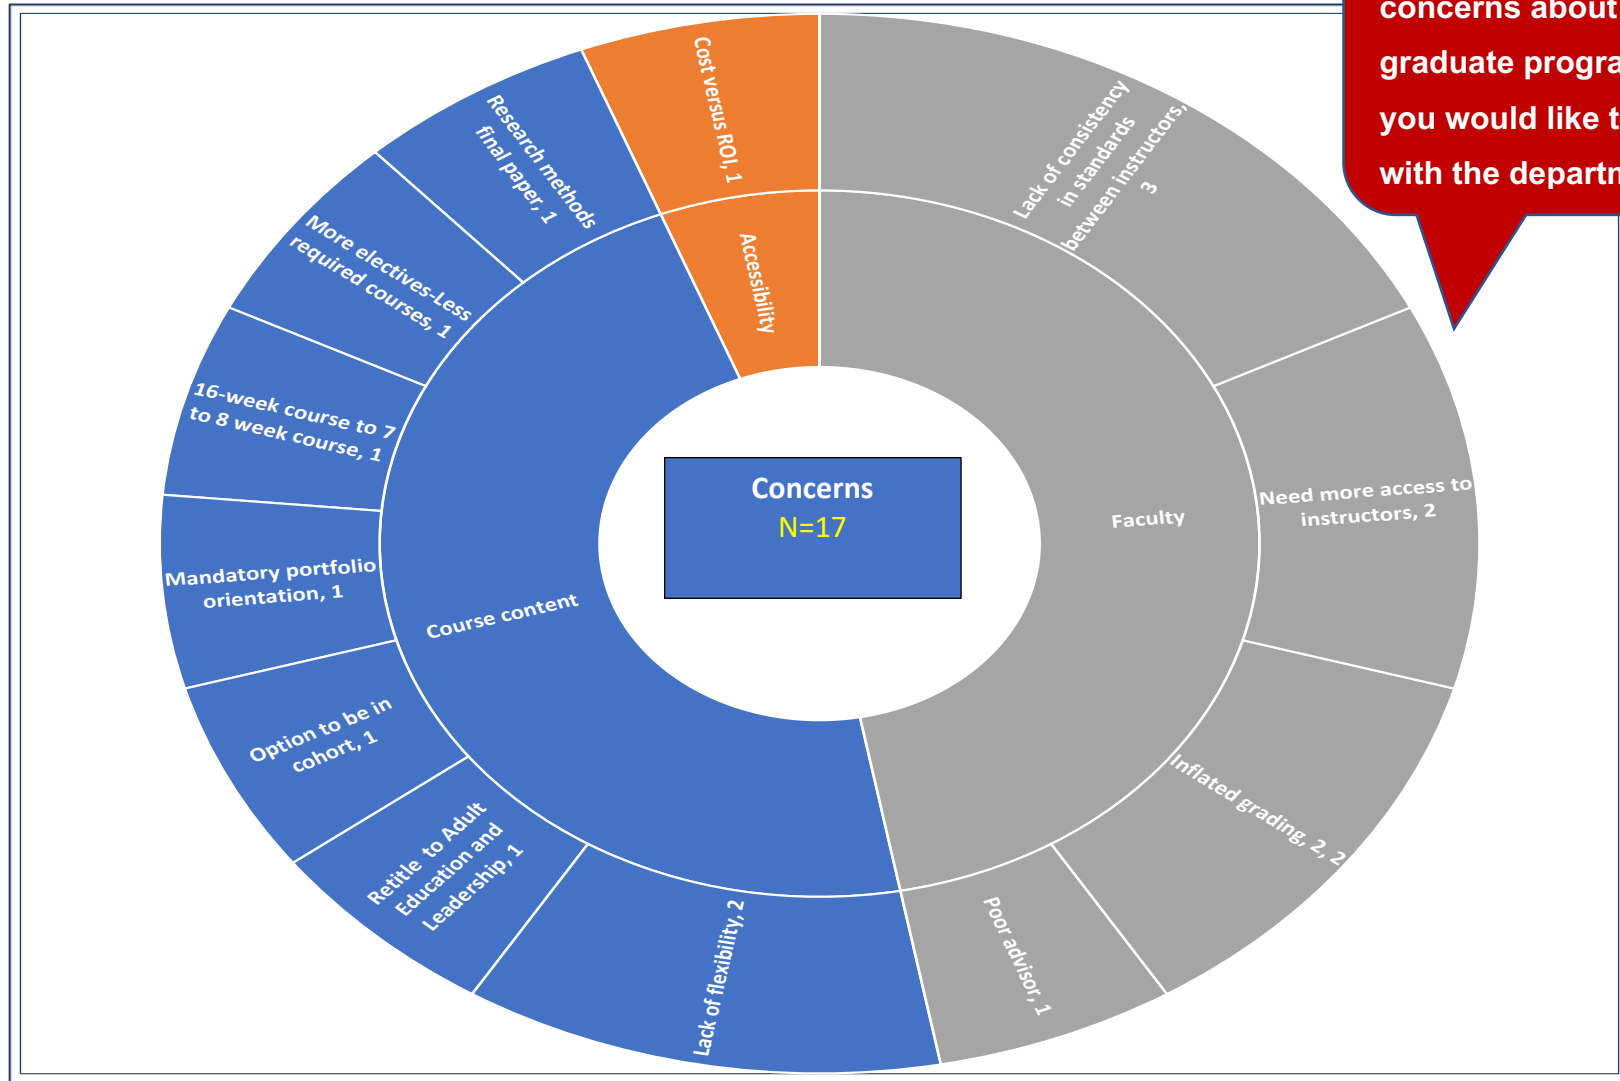 concerns about
graduate progra
you would like t
with the departn
Cost versus ROI, 1
Accessibility
Lack of consistency
in standards
between instructors,
3
Need more access to
instructors, 2
Faculty
Inflated grading, 2, 2
Poor advisor, 1
Lack of flexibility, 2
Retitle to Adult
Education and
Leadership, 1
Option to be in
cohort, 1
Mandatory portfolio
orientation, 1
16-week course to 7
to 8 week course, 1
More electives-Less
required courses, 1
Research methods
final paper, 1
Course content
Concerns
N=17